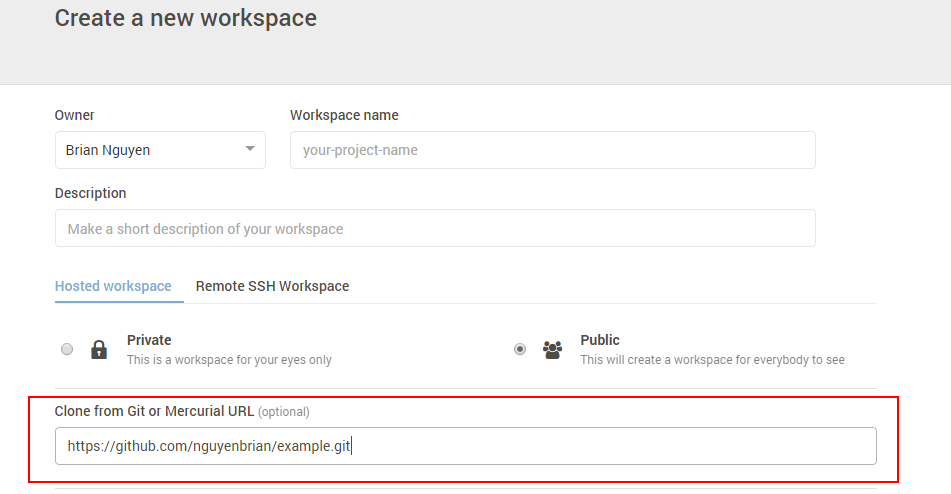 Create a new workspace
Owner
Workspace name
Brian Nguyen
your-project-name
Description
Make a short description of your workspace
Hosted workspace
Remote SSH Workspace
Private
This is a workspace for your eyes only
Public
This will create a workspace for everybody to see
Clone from Git or Mercurial URL (optional)
https://github.com/nguyenbrian/example.git